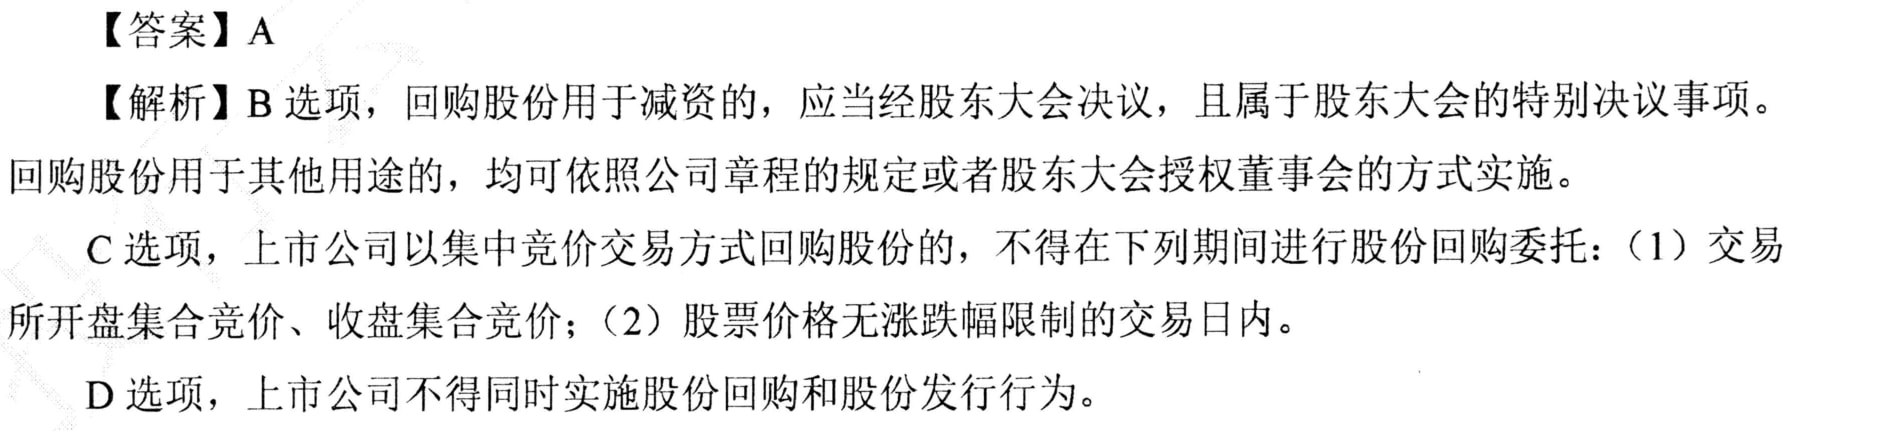 【答案】A
【解析】B 选项，回购股份用于减资的，应当经股东大会决议，且属于股东大会的特别决议事项。
回购股份用于其他用途的，均可依照公司章程的规定或者股东大会授权董事会的方式实施。
C 选项，上市公司以集中竞价交易方式回购股份的，不得在下列期间进行股份回购委托：（1）交易
所开盘集合竞价、收盘集合竞价；（2）股票价格无涨跌幅限制的交易日内。
D 选项，上市公司不得同时实施股份回购和股份发行行为。